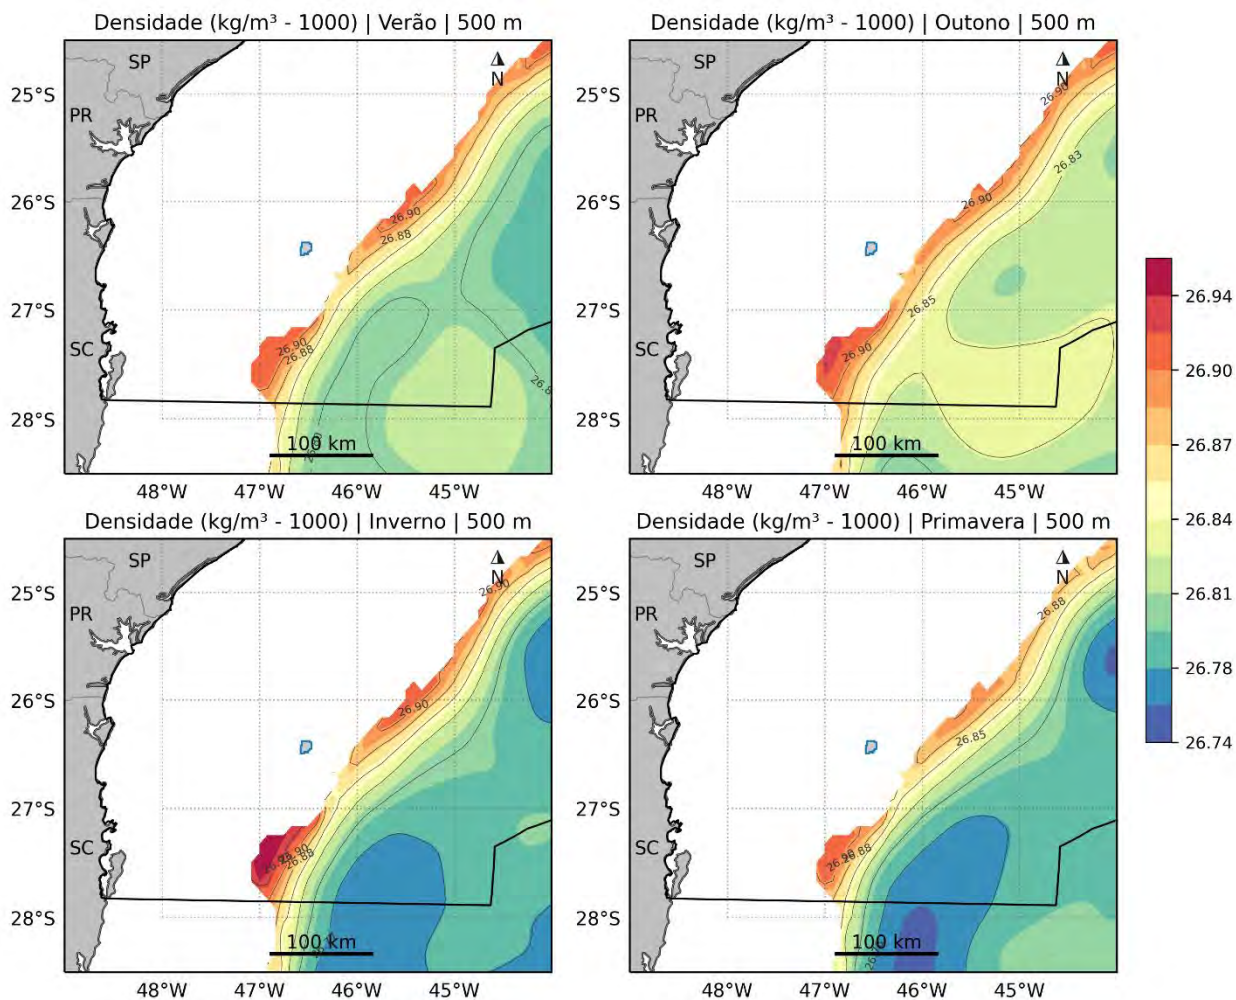 Densidade (kg/m³ - 1000) | Verão | 500 m
SP
N
25°S
PR
26°S
26.90
26.88
27°S
SC
26.90
26.88
28°S
100 km
48°W
47°W
46°W
45°W
Densidade (kg/m³ - 1000) | Outono | 500 m
SP
N
25°S
26.90
PR
26.83
26°S
26.90
27°S
26.85
SC
26.90
28°S
100 km
48°W
47°W
46°W
45°W
Densidade (kg/m³ - 1000) | Inverno | 500 m
SP
N
25°S
26.90
PR
26°S
26.90
27°S
SC
26.90
26.88
28°S
100 km
48°W
47°W
46°W
45°W
Densidade (kg/m³ - 1000) | Primavera | 500 m
SP
N
25°S
26.88
PR
26°S
26.85
27°S
SC
26.90
26.88
28°S
100 km
48°W
47°W
46°W
45°W
26.94
26.90
26.87
26.84
26.81
26.78
26.74